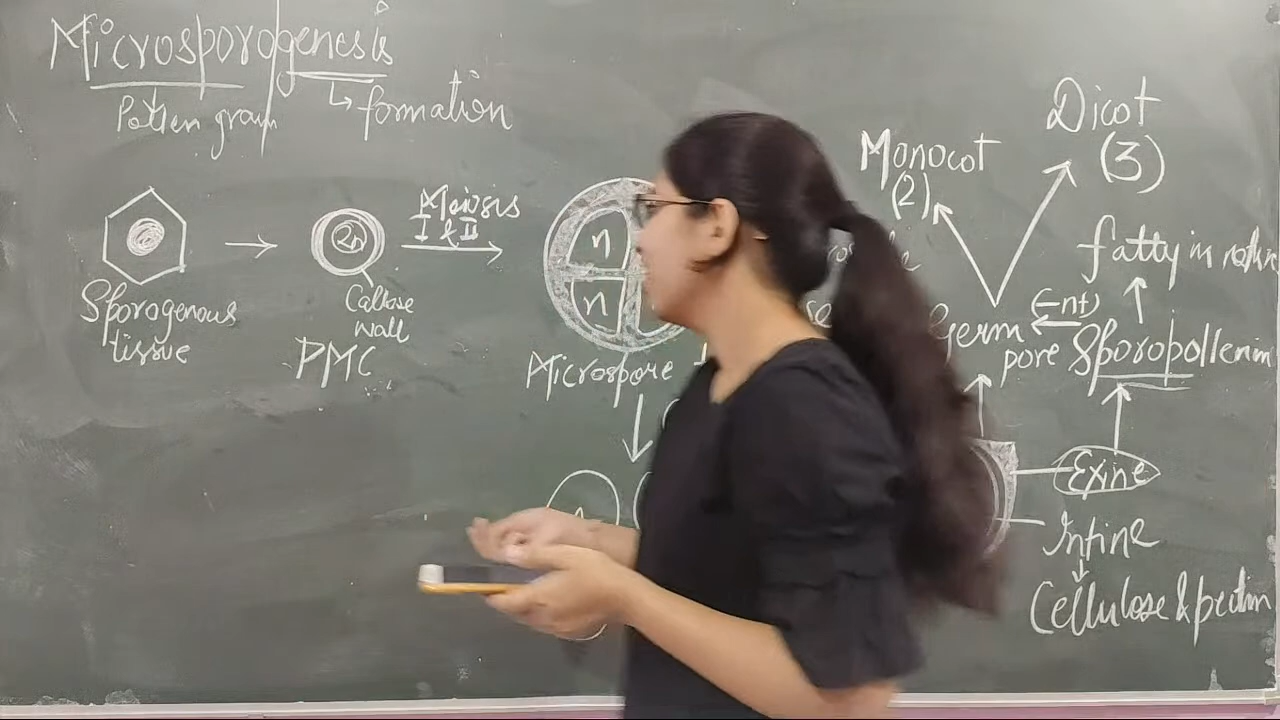 Microsporogenesis
Pollen grain
formation
Monocot
(2)
Dicot
(3)
Meiosis
I & II
2n
n
n
Sporogenous
tissue
Callose
wall
PMC
Microspore
fatty in nature
Germ
pore
(-nt)
Sporopollenin
Exine
Intine
Cellulose & pectin